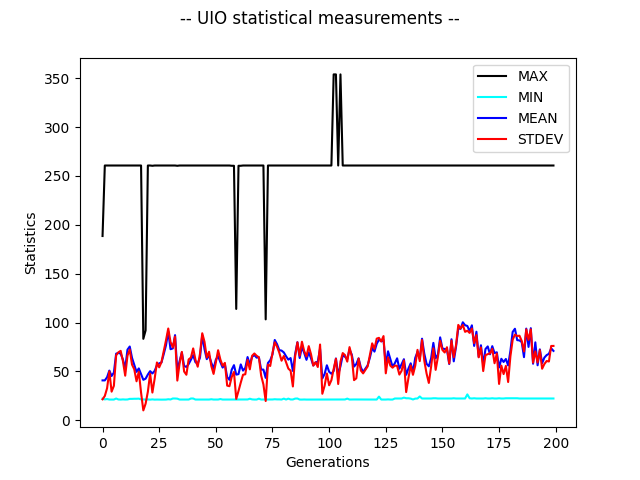 -- UIO statistical measurements --
MAX
MIN
MEAN
STDEV
Statistics
350
300
250
200
150
100
50
0
0 25 50 75 100 125 150 175 200
Generations